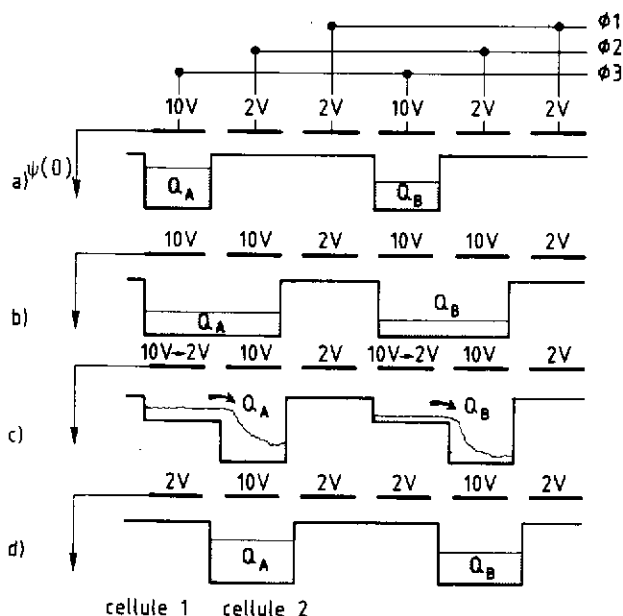 ϕ1
ϕ2
ϕ3
10V 2V 2V 10V 2V 2V
a) ψ(0)
Q_A Q_B
10V 10V 2V 10V 10V 2V
b)
Q_A Q_B
10V→2V 10V 2V 10V→2V 10V 2V
c)
Q_A Q_B
2V 10V 2V 2V 10V 2V
d)
Q_A Q_B
cellule 1 cellule 2